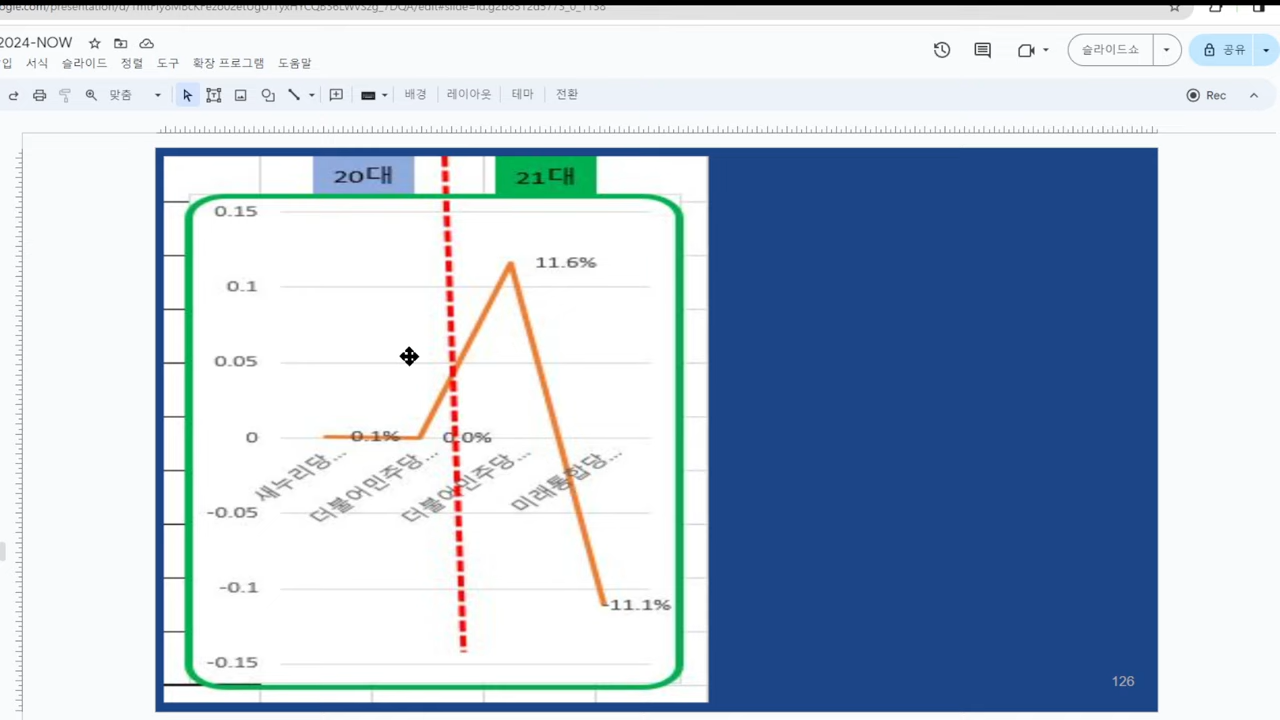 2024-NOW
입 서식 슬라이드 정렬 도구 확장 프로그램 도움말
슬라이드쇼
공유
맞춤
배경 레이아웃 테마 전환
Rec
20대 21대
0.15
11.6%
0.1
0.05
0 0.1% 0.0%
새누리당... 더불어민주당... 더불어민주당... 미래통합당...
-0.05
-0.1
-11.1%
-0.15
126